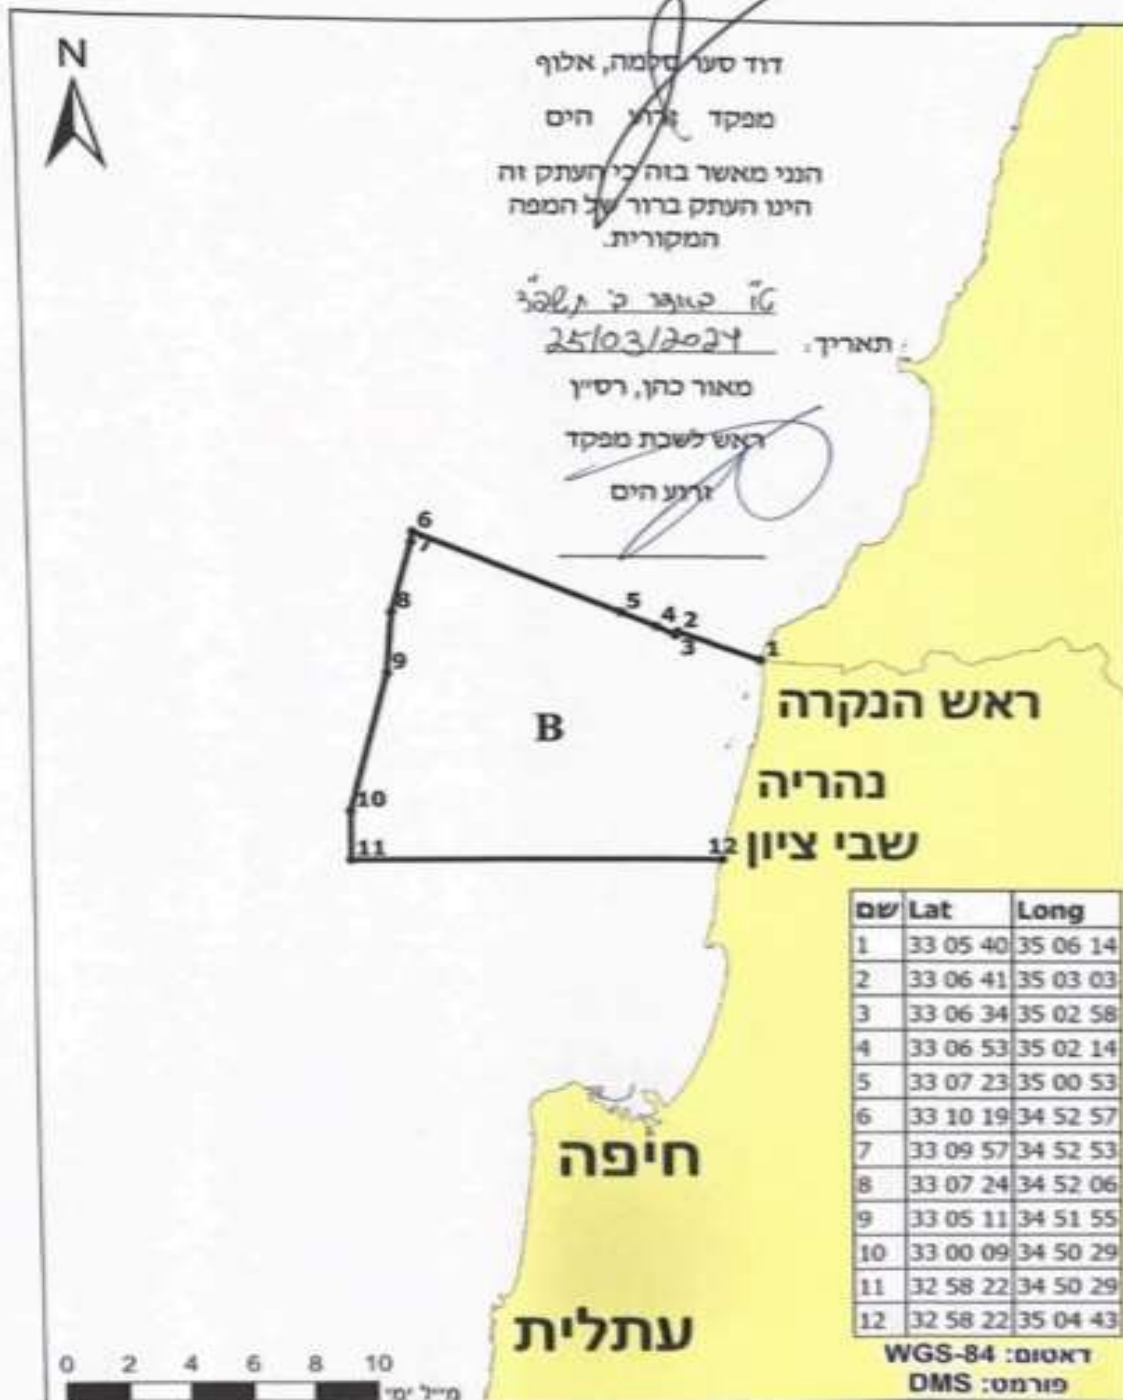 N
דוד סער סלמה, אלוף
מפקד זרוע הים
הנני מאשר בזה כי העתק זה
הינו העתק ברור של המפה
המקורית.
ט"ו באדר ב' תשפ"ד
תאריך: 25/03/2024
מאור כהן, רס״ן
ראש לשכת מפקד
זרוע הים
6
7
8
5
4
2
3
1
9
ראש הנקרה
B
נהריה
10
11
12
שבי ציון
שם Lat Long
1 33 05 40 35 06 14
2 33 06 41 35 03 03
3 33 06 34 35 02 58
4 33 06 53 35 02 14
5 33 07 23 35 00 53
6 33 10 19 34 52 57
7 33 09 57 34 52 53
8 33 07 24 34 52 06
9 33 05 11 34 51 55
10 33 00 09 34 50 29
11 32 58 22 34 50 29
12 32 58 22 35 04 43
חיפה
עתלית
דאטום: WGS-84
פורמט: DMS
0 2 4 6 8 10
מייל ימי